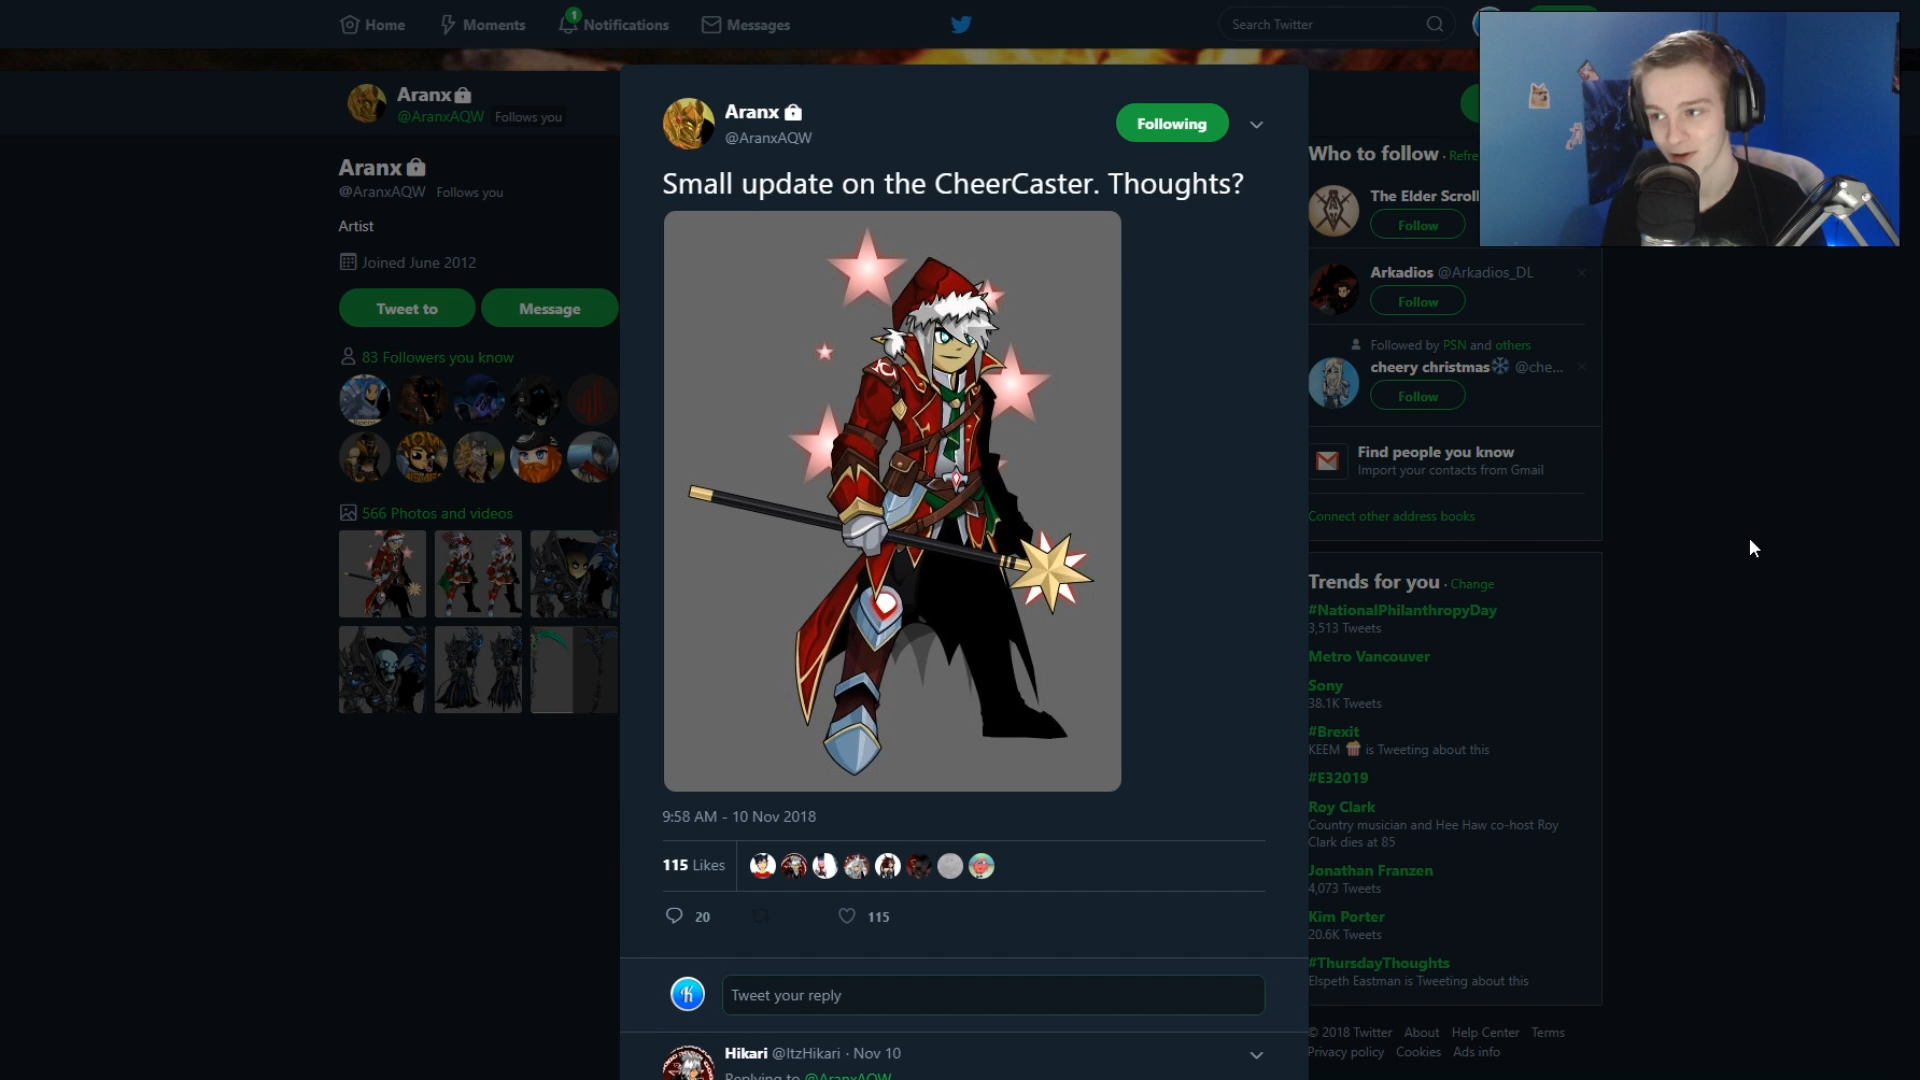 Home
Moments
1
Notifications
Messages
Search Twitter
Aranx
@AranxAQW Follows you
Aranx
@AranxAQW Follows you
Artist
Joined June 2012
Tweet to
Message
83 Followers you know
566 Photos and videos
Aranx
@AranxAQW
Following
Small update on the CheerCaster. Thoughts?
9:58 AM - 10 Nov 2018
115 Likes
20
115
Tweet your reply
Hikari @ItzHikari · Nov 10
Replying to @AranxAQW
Who to follow · Refre
The Elder Scroll
Follow
Arkadios @Arkadios_DL
Follow
Followed by PSN and others
cheery christmas @che...
Follow
Find people you know
Import your contacts from Gmail
Connect other address books
Trends for you · Change
#NationalPhilanthropyDay
3,513 Tweets
Metro Vancouver
Sony
38.1K Tweets
#Brexit
KEEM is Tweeting about this
#E32019
Roy Clark
Country musician and Hee Haw co-host Roy
Clark dies at 85
Jonathan Franzen
4,073 Tweets
Kim Porter
20.6K Tweets
#ThursdayThoughts
Elspeth Eastman is Tweeting about this
© 2018 Twitter About Help Center Terms
Privacy policy Cookies Ads info